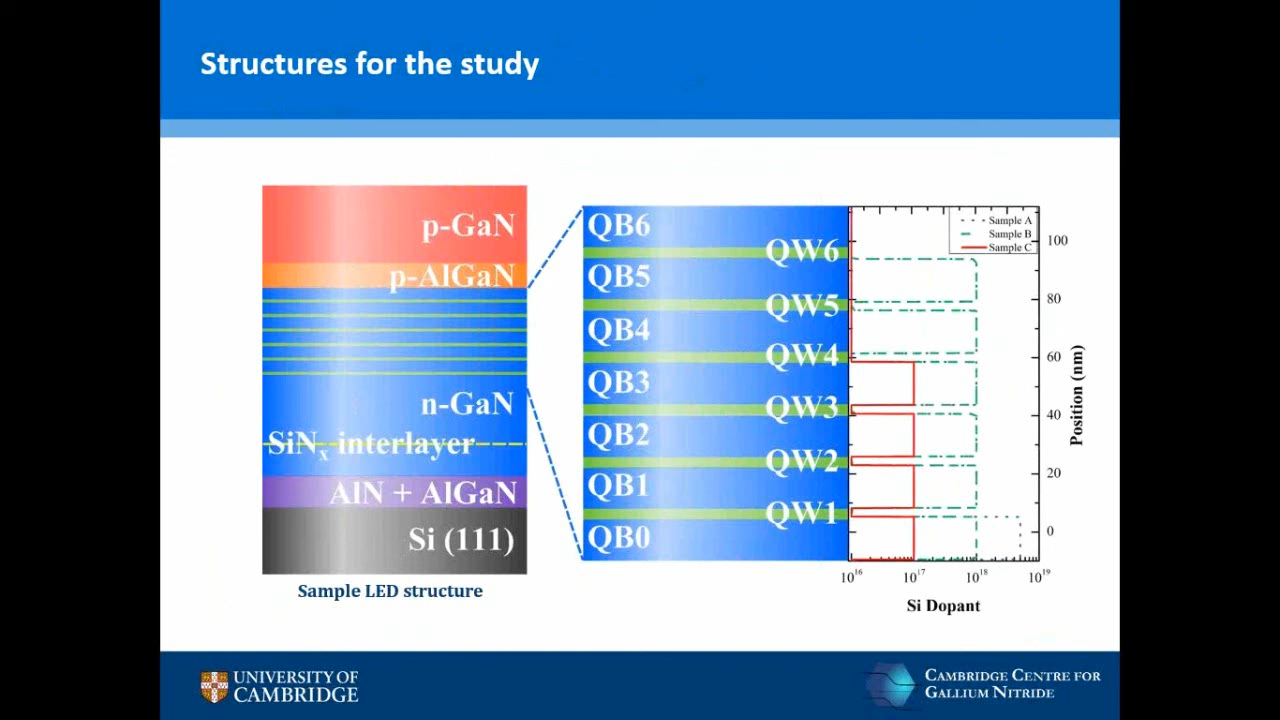 Structures for the study
p-GaN
p-AlGaN
n-GaN
SiNx interlayer
AlN + AlGaN
Si (111)
Sample LED structure
QB6
QW6
QB5
QW5
QB4
QW4
QB3
QW3
QB2
QW2
QB1
QW1
QB0
Sample A
Sample B
Sample C
100
80
60
40
20
0
Position (nm)
10^16 10^17 10^18 10^19
Si Dopant
UNIVERSITY OF
CAMBRIDGE
CAMBRIDGE CENTRE FOR
GALLIUM NITRIDE